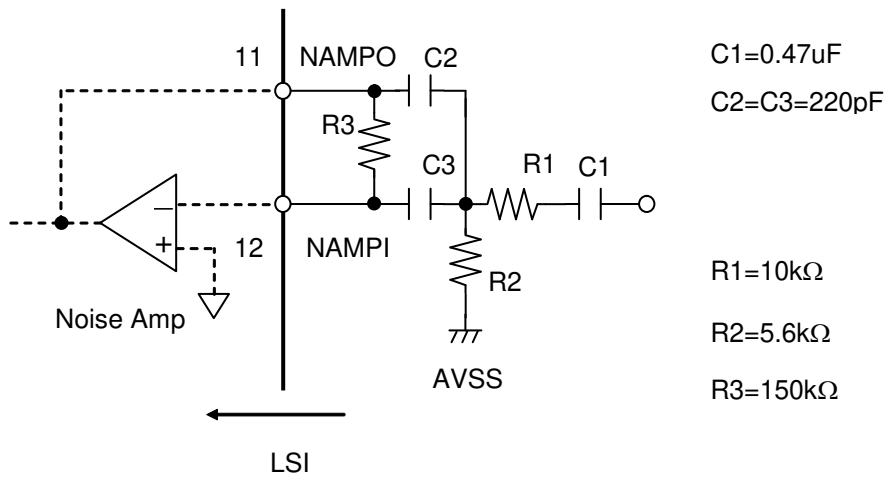 11 NAMPO C2
C1=0.47uF
C2=C3=220pF
R3
C3 R1 C1
−
+
12 NAMPI
R2
Noise Amp
AVSS
R1=10kΩ
R2=5.6kΩ
R3=150kΩ
LSI